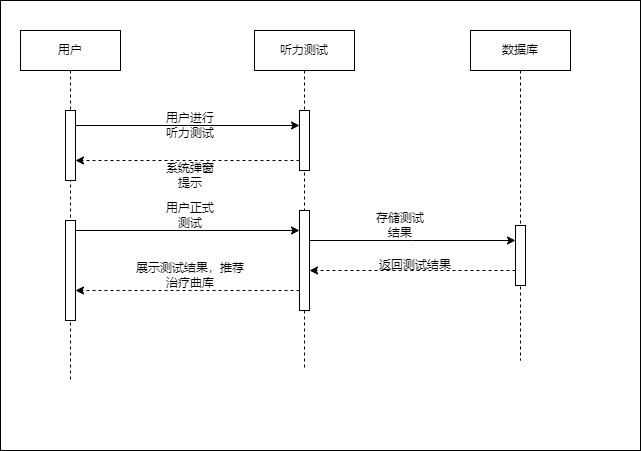 用户
听力测试
数据库
用户进行
听力测试
系统弹窗
提示
用户正式
测试
存储测试
结果
返回测试结果
展示测试结果，推荐
治疗曲库